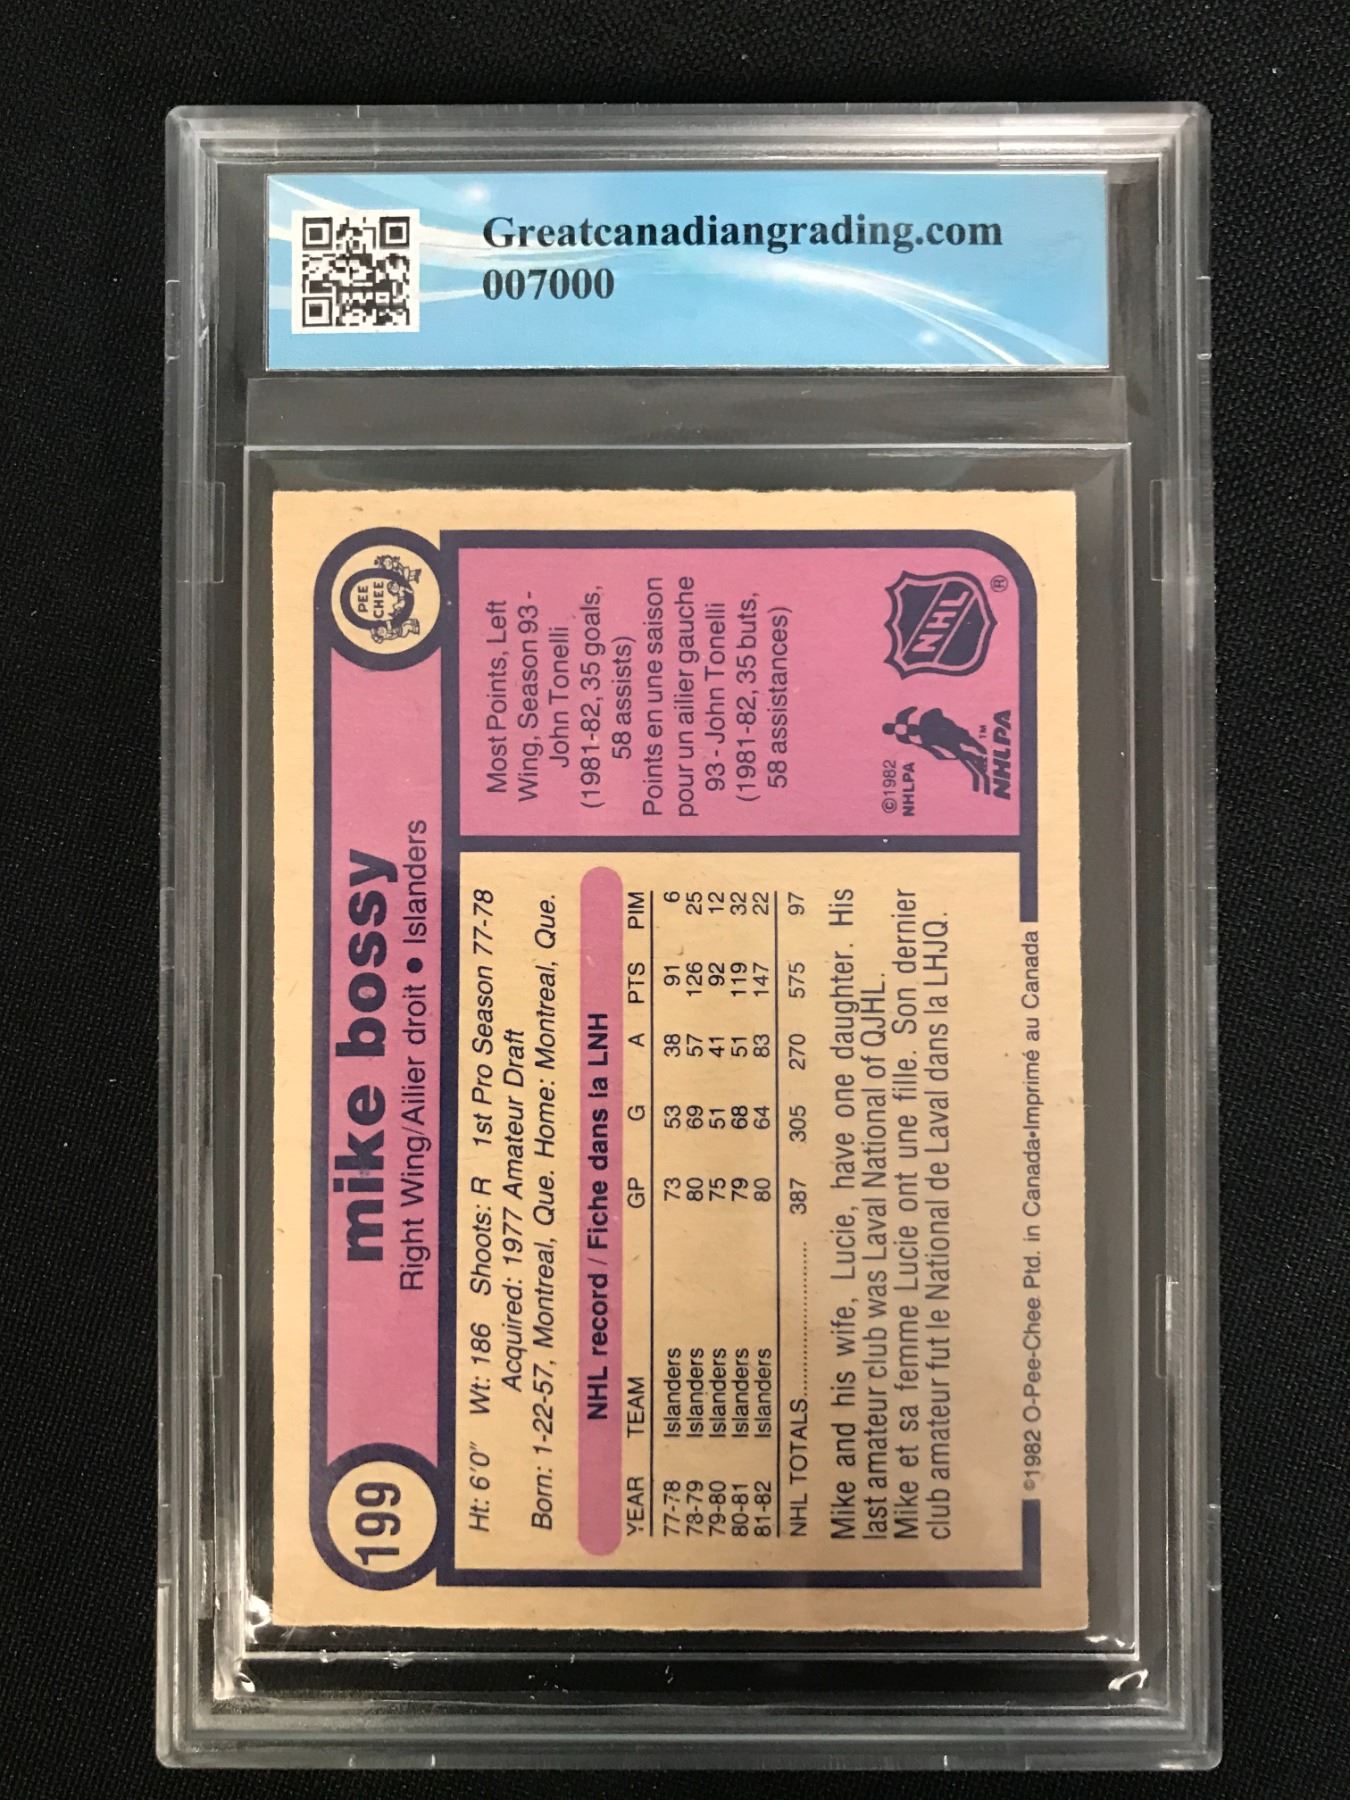 Greatcanadiangrading.com
007000
199
mike bossy
Right Wing/Ailier droit • Islanders
O
PEE
CHEE
Ht: 6'0" Wt: 186 Shoots: R 1st Pro Season 77-78
Acquired: 1977 Amateur Draft
Born: 1-22-57, Montreal, Que. Home: Montreal, Que.
NHL record / Fiche dans la LNH
YEAR TEAM GP G A PTS PIM
77-78 Islanders 73 53 38 91 6
78-79 Islanders 80 69 57 126 25
79-80 Islanders 75 51 41 92 12
80-81 Islanders 79 68 51 119 32
81-82 Islanders 80 64 83 147 22
NHL TOTALS.................... 387 305 270 575 97
Mike and his wife, Lucie, have one daughter. His
last amateur club was Laval National of QJHL.
Mike et sa femme Lucie ont une fille. Son dernier
club amateur fut le National de Laval dans la LHJQ.
©1982 O-Pee-Chee. Ptd. in Canada•Imprimé au Canada
Most Points, Left
Wing, Season 93 -
John Tonelli
(1981-82, 35 goals,
58 assists)
Points en une saison
pour un ailier gauche
93 - John Tonelli
(1981-82, 35 buts,
58 assistances)
©1982
NHLPA
TM
NHLPA
NHL
®